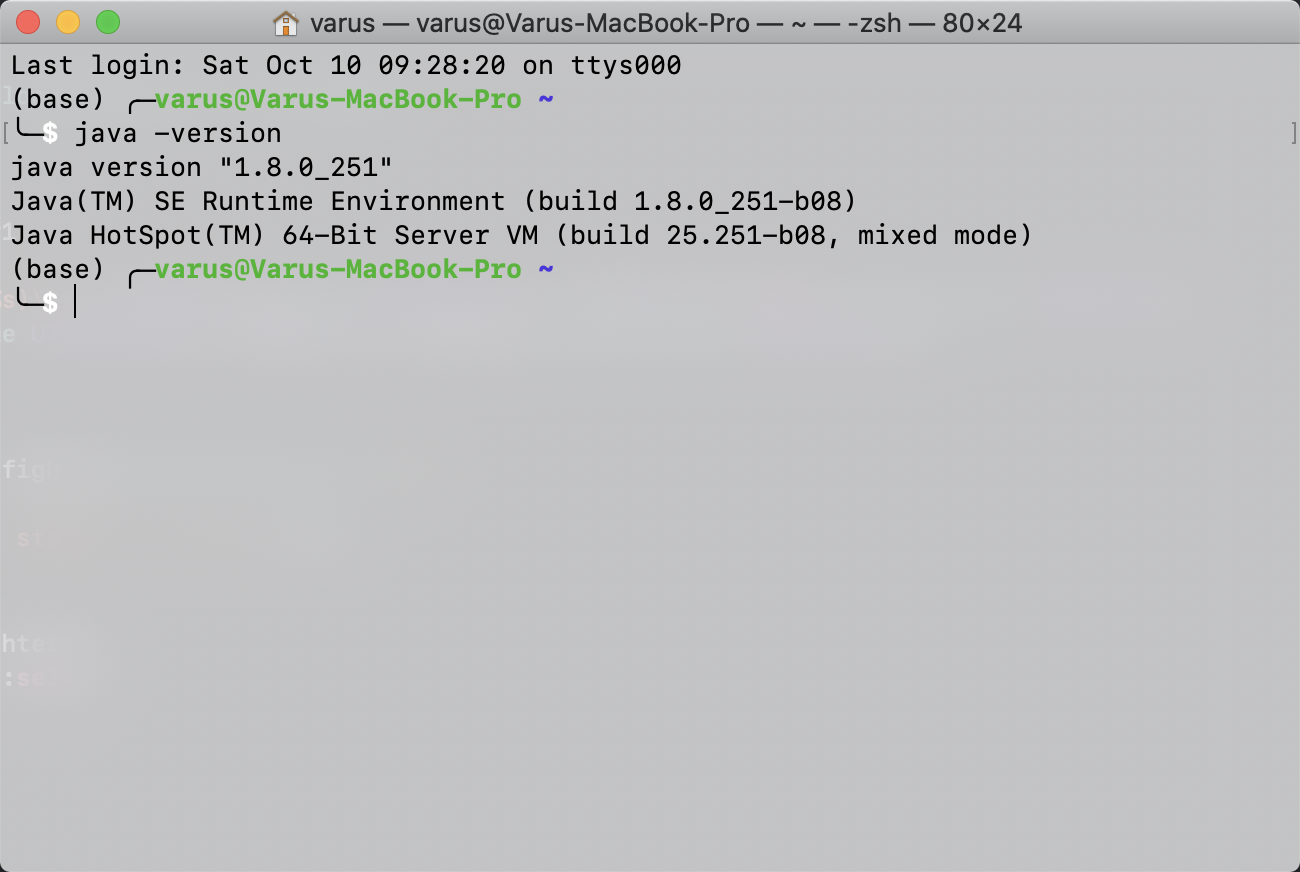 varus — varus@Varus-MacBook-Pro — ~ — -zsh — 80×24
Last login: Sat Oct 10 09:28:20 on ttys000
(base) ╭─varus@Varus-MacBook-Pro ~
[╰─$ java -version ]
java version "1.8.0_251"
Java(TM) SE Runtime Environment (build 1.8.0_251-b08)
Java HotSpot(TM) 64-Bit Server VM (build 25.251-b08, mixed mode)
(base) ╭─varus@Varus-MacBook-Pro ~
╰─$